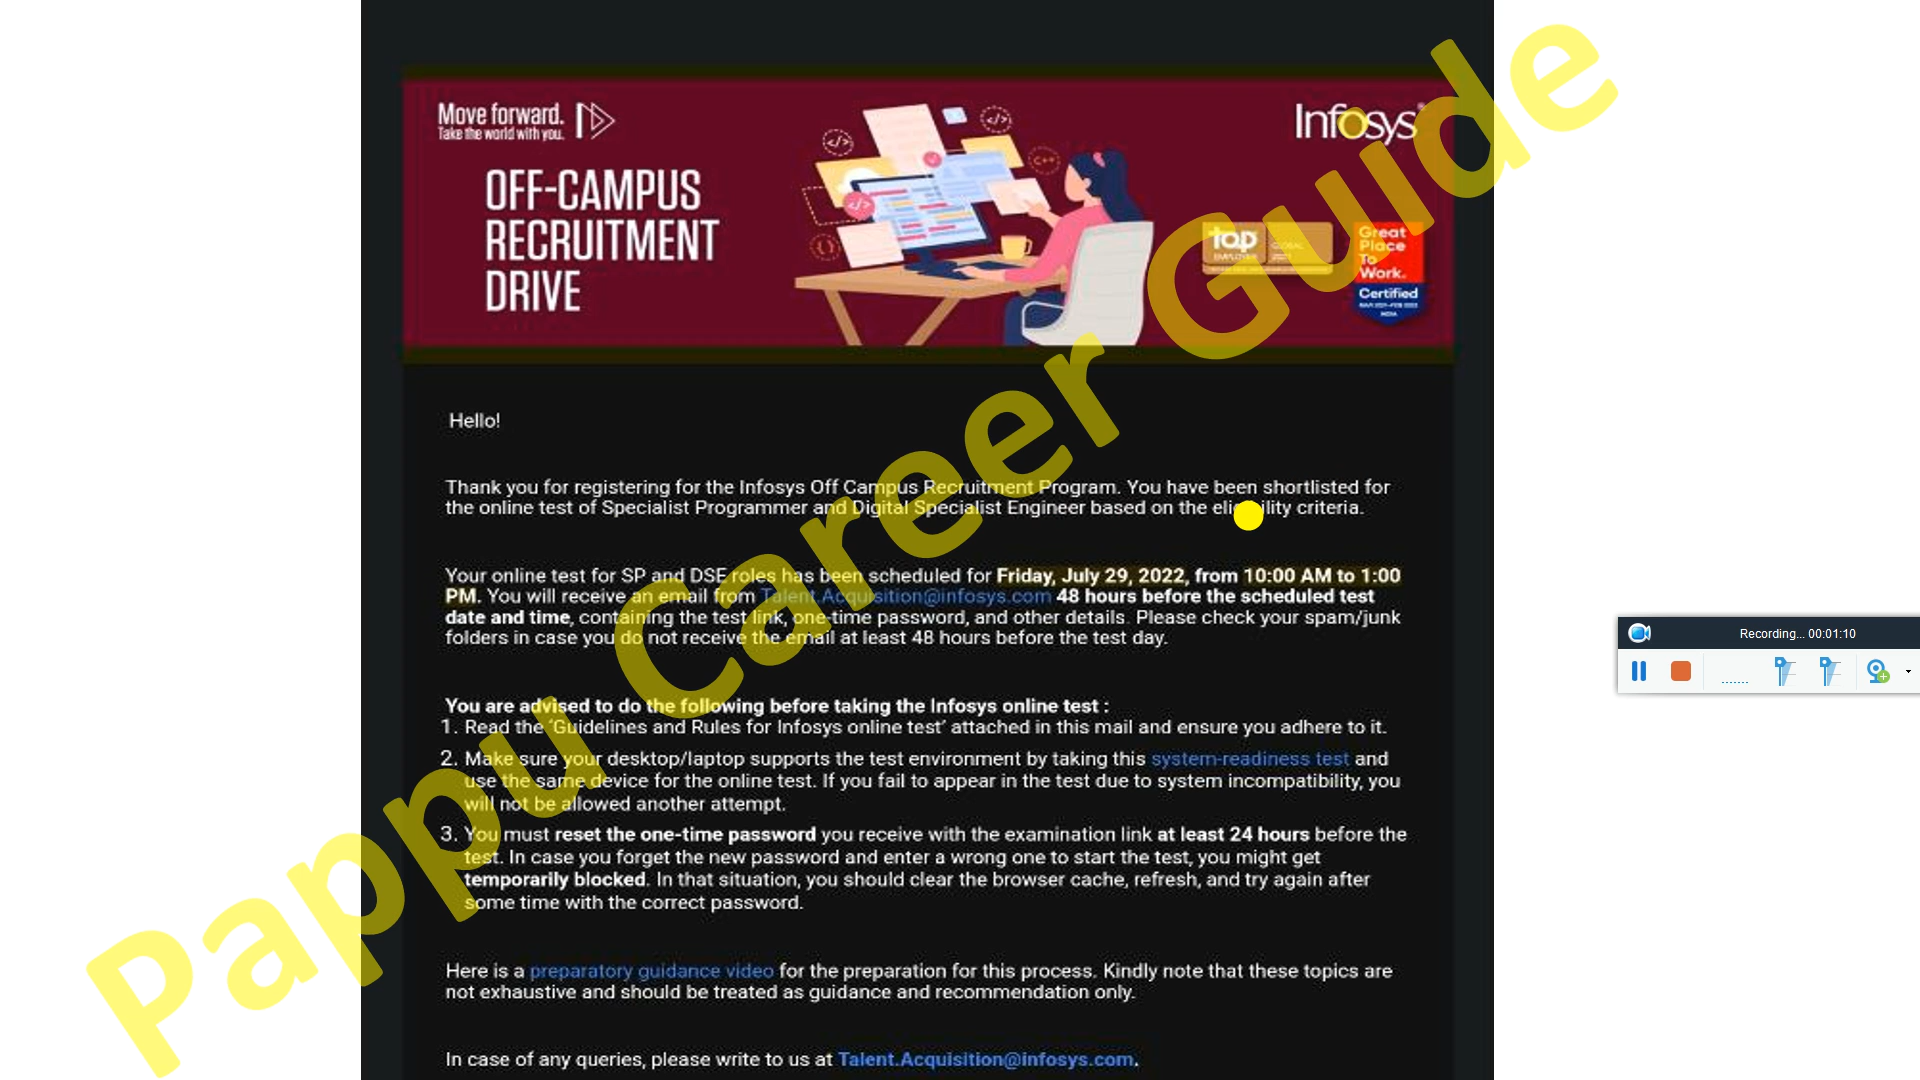 Move forward.
Take the world with you.
Infosys
OFF-CAMPUS
RECRUITMENT
DRIVE
</>
</>
C++
</>
{}
top
EMPLOYER
GLOBAL
Great
Place
To
Work.
Certified
INDIA
Hello!
Thank you for registering for the Infosys Off Campus Recruitment Program. You have been shortlisted for
the online test of Specialist Programmer and Digital Specialist Engineer based on the criteria.
Your online test for SP and DSE roles has been scheduled for Friday, July 29, 2022, from 10:00 AM to 1:00
PM. You will receive an email from Talent.Acquisition@infosys.com 48 hours before the scheduled test
date and time, containing the test link, one-time password, and other details. Please check your spam/junk
folders in case you do not receive the email at least 48 hours before the test day.
You are advised to do the following before taking the Infosys online test :
1. Read the ‘Guidelines and Rules for Infosys online test’ attached in this mail and ensure you adhere to it.
2. Make sure your desktop/laptop supports the test environment by taking this system-readiness test and
use the same device for the online test. If you fail to appear in the test due to system incompatibility, you
will not be allowed another attempt.
3. You must reset the one-time password you receive with the examination link at least 24 hours before the
test. In case you forget the new password and enter a wrong one to start the test, you might get
temporarily blocked. In that situation, you should clear the browser cache, refresh, and try again after
some time with the correct password.
Here is a preparatory guidance video for the preparation for this process. Kindly note that these topics are
not exhaustive and should be treated as guidance and recommendation only.
In case of any queries, please write to us at Talent.Acquisition@infosys.com.
Pappu Career Guide
Recording... 00:01:10